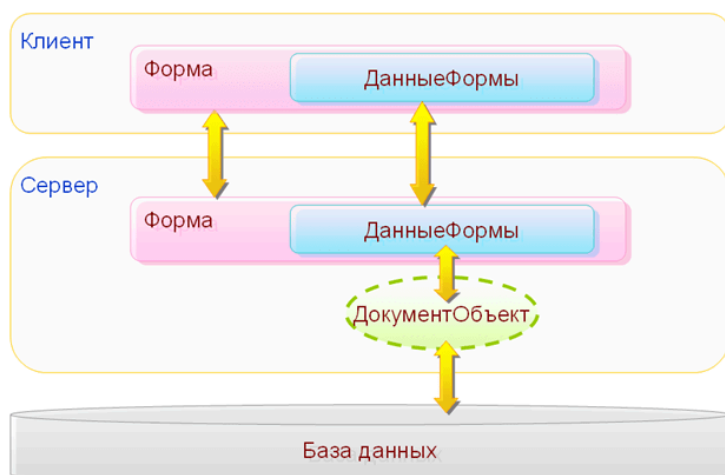 Клиент
Форма
ДанныеФормы
Сервер
Форма
ДанныеФормы
ДокументОбъект
База данных